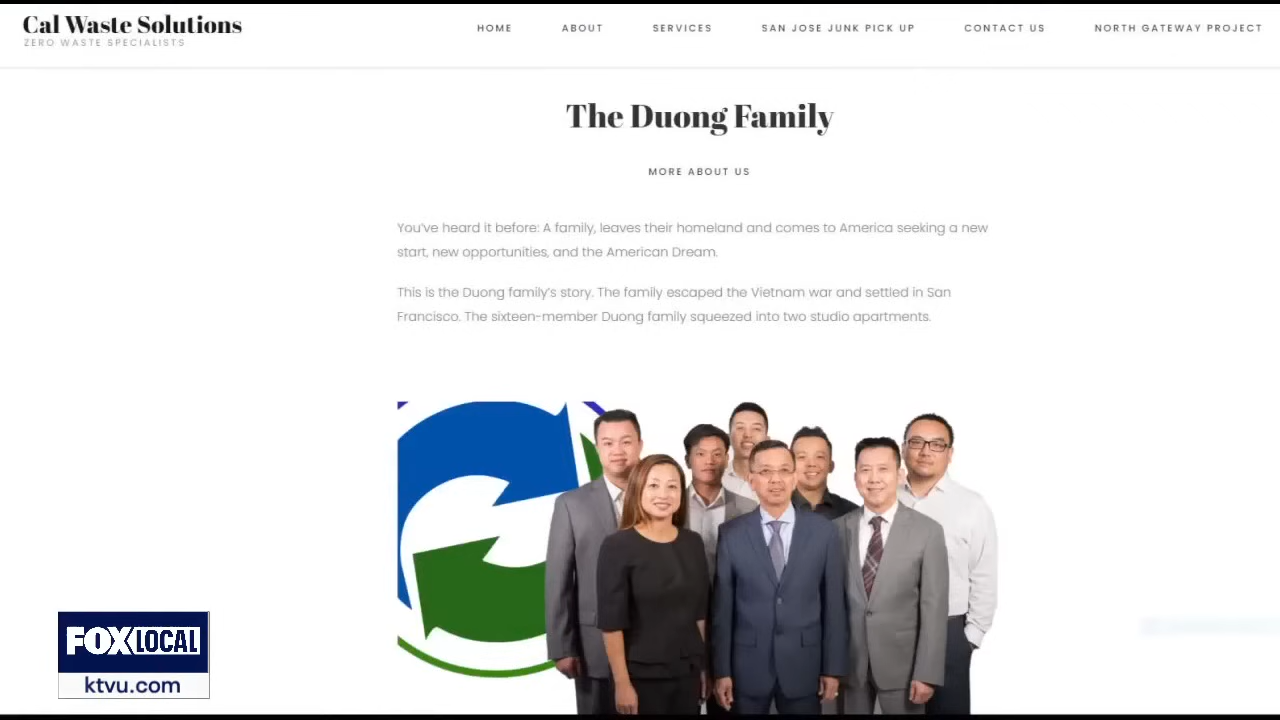 Cal Waste Solutions
ZERO WASTE SPECIALISTS
HOME ABOUT SERVICES SAN JOSE JUNK PICK UP CONTACT US NORTH GATEWAY PROJECT
The Duong Family
MORE ABOUT US
You've heard it before: A family, leaves their homeland and comes to America seeking a new
start, new opportunities, and the American Dream.
This is the Duong family's story. The family escaped the Vietnam war and settled in San
Francisco. The sixteen-member Duong family squeezed into two studio apartments.
FOX LOCAL
ktvu.com